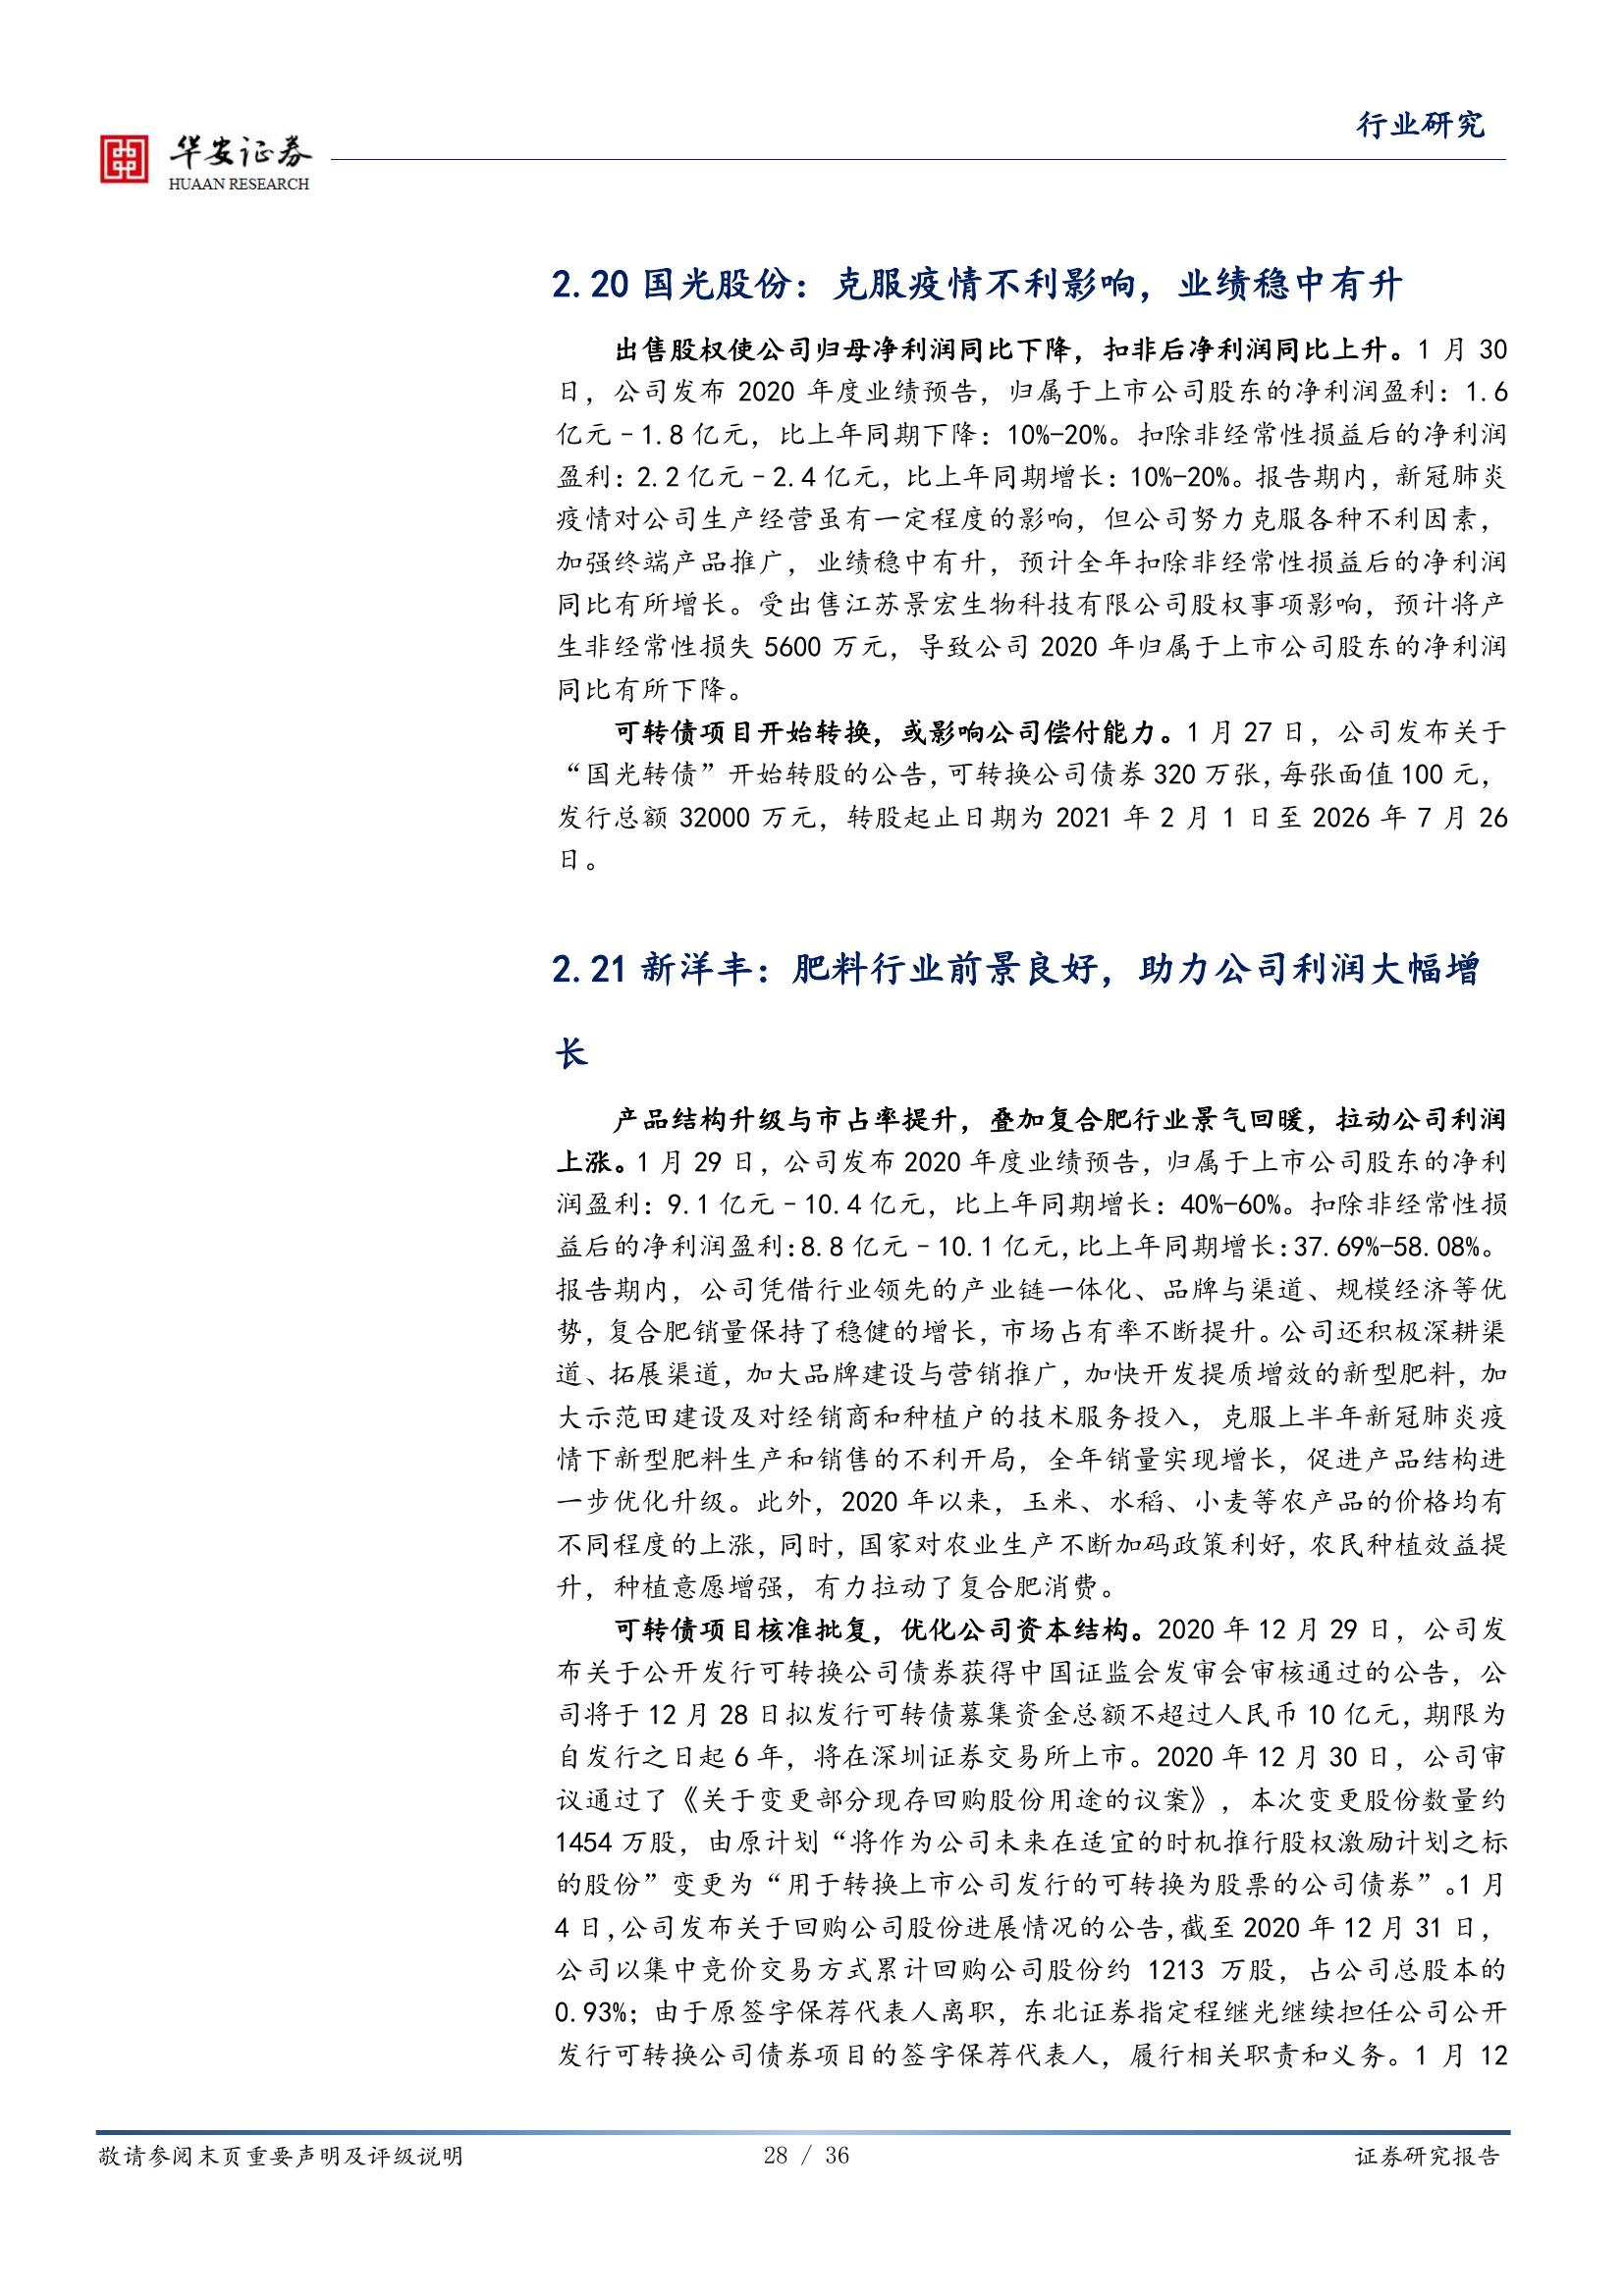 行业研究
华安证券
HUAAN RESEARCH
2.20 国光股份：克服疫情不利影响，业绩稳中有升
出售股权使公司归母净利润同比下降，扣非后净利润同比上升。1 月 30
日，公司发布 2020 年度业绩预告，归属于上市公司股东的净利润盈利：1.6
亿元–1.8 亿元，比上年同期下降：10%-20%。扣除非经常性损益后的净利润
盈利：2.2 亿元–2.4 亿元，比上年同期增长：10%-20%。报告期内，新冠肺炎
疫情对公司生产经营虽有一定程度的影响，但公司努力克服各种不利因素，
加强终端产品推广，业绩稳中有升，预计全年扣除非经常性损益后的净利润
同比有所增长。受出售江苏景宏生物科技有限公司股权事项影响，预计将产
生非经常性损失 5600 万元，导致公司 2020 年归属于上市公司股东的净利润
同比有所下降。
可转债项目开始转换，或影响公司偿付能力。1 月 27 日，公司发布关于
“国光转债”开始转股的公告，可转换公司债券 320 万张，每张面值 100 元，
发行总额 32000 万元，转股起止日期为 2021 年 2 月 1 日至 2026 年 7 月 26
日。
2.21 新洋丰：肥料行业前景良好，助力公司利润大幅增
长
产品结构升级与市占率提升，叠加复合肥行业景气回暖，拉动公司利润
上涨。1 月 29 日，公司发布 2020 年度业绩预告，归属于上市公司股东的净利
润盈利：9.1 亿元–10.4 亿元，比上年同期增长：40%-60%。扣除非经常性损
益后的净利润盈利：8.8 亿元–10.1 亿元，比上年同期增长：37.69%-58.08%。
报告期内，公司凭借行业领先的产业链一体化、品牌与渠道、规模经济等优
势，复合肥销量保持了稳健的增长，市场占有率不断提升。公司还积极深耕渠
道、拓展渠道，加大品牌建设与营销推广，加快开发提质增效的新型肥料，加
大示范田建设及对经销商和种植户的技术服务投入，克服上半年新冠肺炎疫
情下新型肥料生产和销售的不利开局，全年销量实现增长，促进产品结构进
一步优化升级。此外，2020 年以来，玉米、水稻、小麦等农产品的价格均有
不同程度的上涨，同时，国家对农业生产不断加码政策利好，农民种植效益提
升，种植意愿增强，有力拉动了复合肥消费。
可转债项目核准批复，优化公司资本结构。2020 年 12 月 29 日，公司发
布关于公开发行可转换公司债券获得中国证监会发审会审核通过的公告，公
司将于 12 月 28 日拟发行可转债募集资金总额不超过人民币 10 亿元，期限为
自发行之日起 6 年，将在深圳证券交易所上市。2020 年 12 月 30 日，公司审
议通过了《关于变更部分现存回购股份用途的议案》，本次变更股份数量约
1454 万股，由原计划“将作为公司未来在适宜的时机推行股权激励计划之标
的股份”变更为“用于转换上市公司发行的可转换为股票的公司债券”。1 月
4 日，公司发布关于回购公司股份进展情况的公告，截至 2020 年 12 月 31 日，
公司以集中竞价交易方式累计回购公司股份约 1213 万股，占公司总股本的
0.93%；由于原签字保荐代表人离职，东北证券指定程继光继续担任公司公开
发行可转换公司债券项目的签字保荐代表人，履行相关职责和义务。1 月 12
敬请参阅末页重要声明及评级说明
28 / 36
证券研究报告